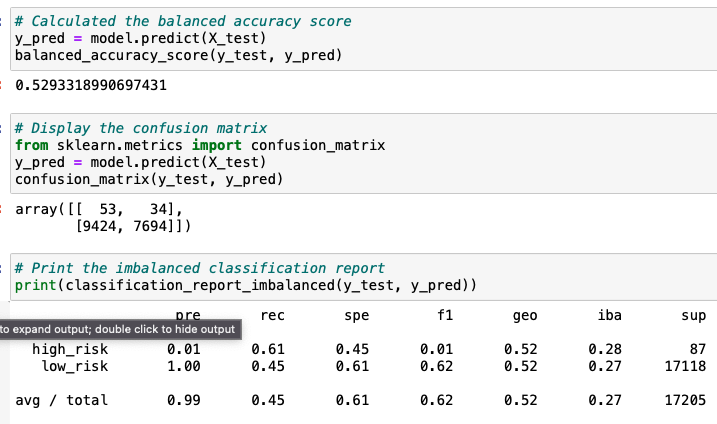 # Calculated the balanced accuracy score
y_pred = model.predict(X_test)
balanced_accuracy_score(y_test, y_pred)
0.5293318990697431
# Display the confusion matrix
from sklearn.metrics import confusion_matrix
y_pred = model.predict(X_test)
confusion_matrix(y_test, y_pred)
array([[  53,   34],
       [9424, 7694]])
# Print the imbalanced classification report
print(classification_report_imbalanced(y_test, y_pred))
pre rec spe f1 geo iba sup
to expand output; double click to hide output
high_risk 0.01 0.61 0.45 0.01 0.52 0.28 87
low_risk 1.00 0.45 0.61 0.62 0.52 0.27 17118
avg / total 0.99 0.45 0.61 0.62 0.52 0.27 17205